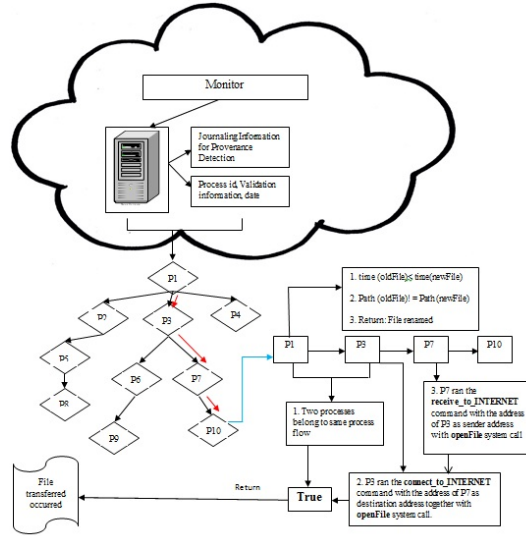 Monitor
Journaling Information
for Provenance
Detection
Process id, Validation
information, date
P1
P2
P3
P4
P5
P6
P7
P8
P9
P10
1. time (oldFile)≤ time(newFile)
2. Path (oldFile)! = Path (newFile)
3. Return: File renamed
P1
P3
P7
P10
1. Two processes
belong to same process
flow
3. P7 ran the
receive_to_INTERNET
command with the address
of P3 as sender address
with openFile system call.
2. P3 ran the connect_to_INTERNET
command with the address of P7 as
destination address together with
openFile system call.
True
Return
File
transferred
occurred